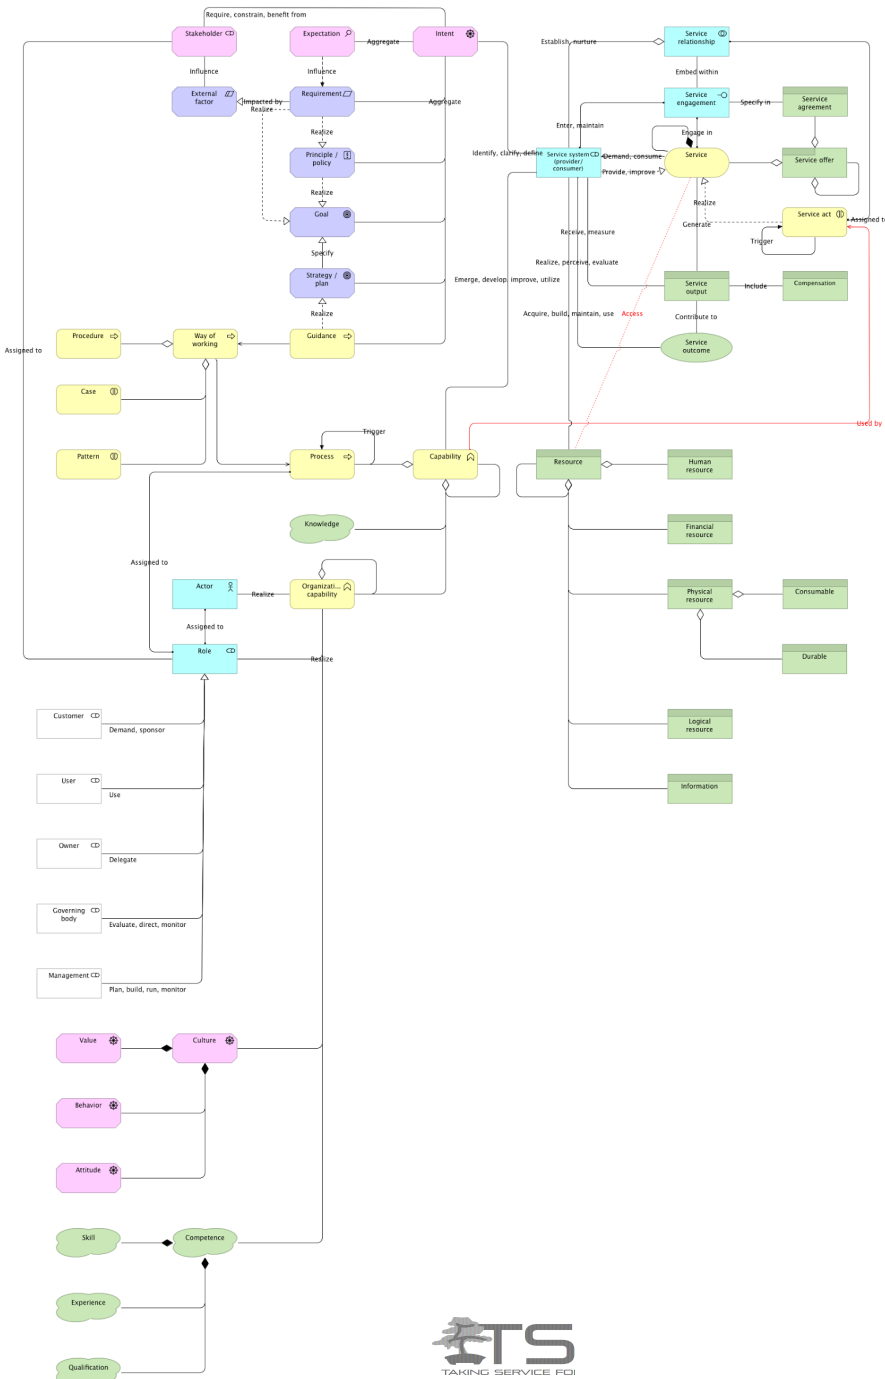 Require, constrain, benefit from
Stakeholder
Expectation
Aggregate
Intent
Establish, nurture
Service
relationship
Influence
Influence
Embed within
External
factor
Impacted by
Realize
Requirement
Aggregate
Service
engagement
Specify in
Seervice
agreement
Enter, maintain
Engage in
Realize
Principle /
policy
Identify, clarify, define
Service system
(provider/
consumer)
Demand, consume
Provide, improve
Service
Service offer
Realize
Goal
Realize
Service act
Assigned to
Receive, measure
Generate
Trigger
Specify
Realize, perceive, evaluate
Strategy /
plan
Emerge, develop, improve, utilize
Service
output
Include
Compensation
Realize
Acquire, build, maintain, use
Access
Contribute to
Procedure
Way of
working
Guidance
Service
outcome
Assigned to
Case
Trigger
Used by
Pattern
Process
Capability
Resource
Human
resource
Knowledge
Financial
resource
Assigned to
Actor
Realize
Organizati...
capability
Physical
resource
Consumable
Assigned to
Role
Realize
Durable
Customer
Demand, sponsor
Logical
resource
User
Use
Information
Owner
Delegate
Governing
body
Evaluate, direct, monitor
Management
Plan, build, run, monitor
Value
Culture
Behavior
Attitude
Skill
Competence
Experience
Qualification
TS
TAKING SERVICE FOI